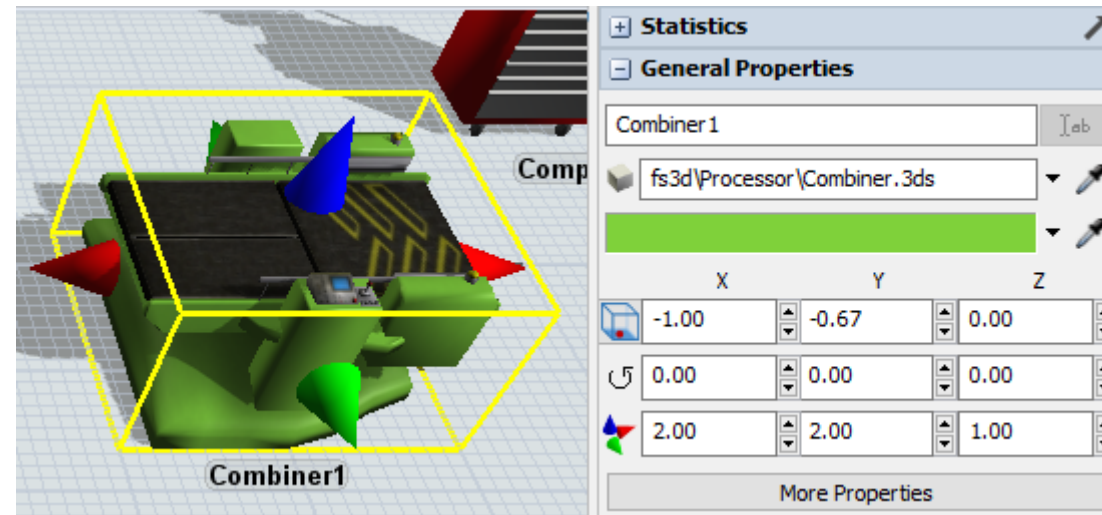 Comp
Combiner1
Statistics
General Properties
Combiner1
ab
fs3d\Processor\Combiner.3ds
X Y Z
-1.00 -0.67 0.00
0.00 0.00 0.00
2.00 2.00 1.00
More Properties